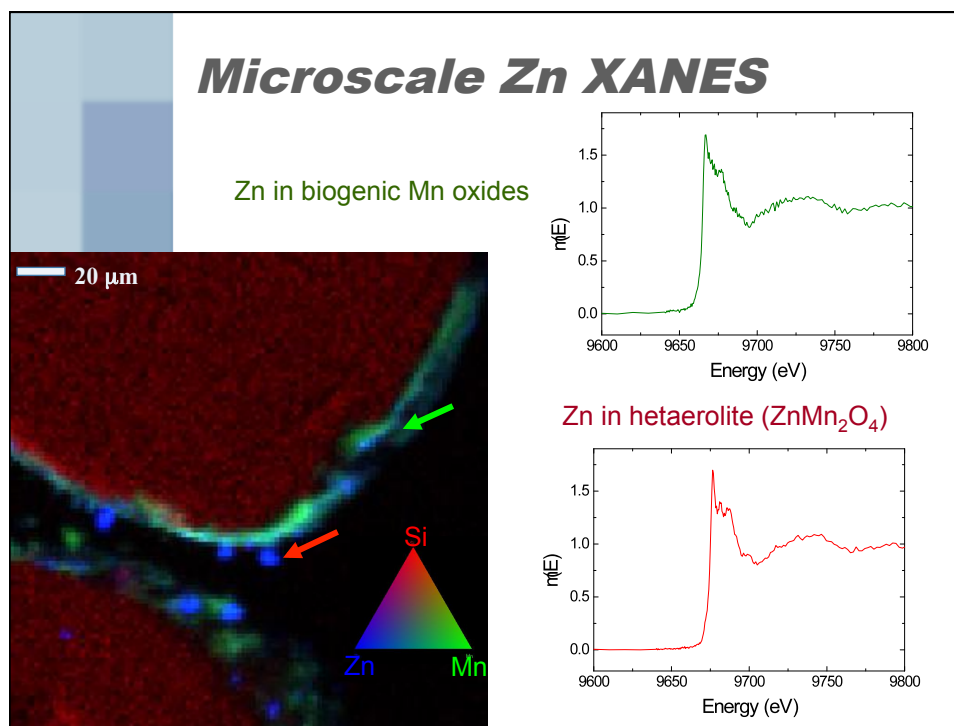 Microscale Zn XANES
Zn in biogenic Mn oxides
20 μm
Si
Zn
Mn
1.5
1.0
0.5
0.0
m(E)
9600 9650 9700 9750 9800
Energy (eV)
Zn in hetaerolite (ZnMn₂O₄)
1.5
1.0
0.5
0.0
m(E)
9600 9650 9700 9750 9800
Energy (eV)